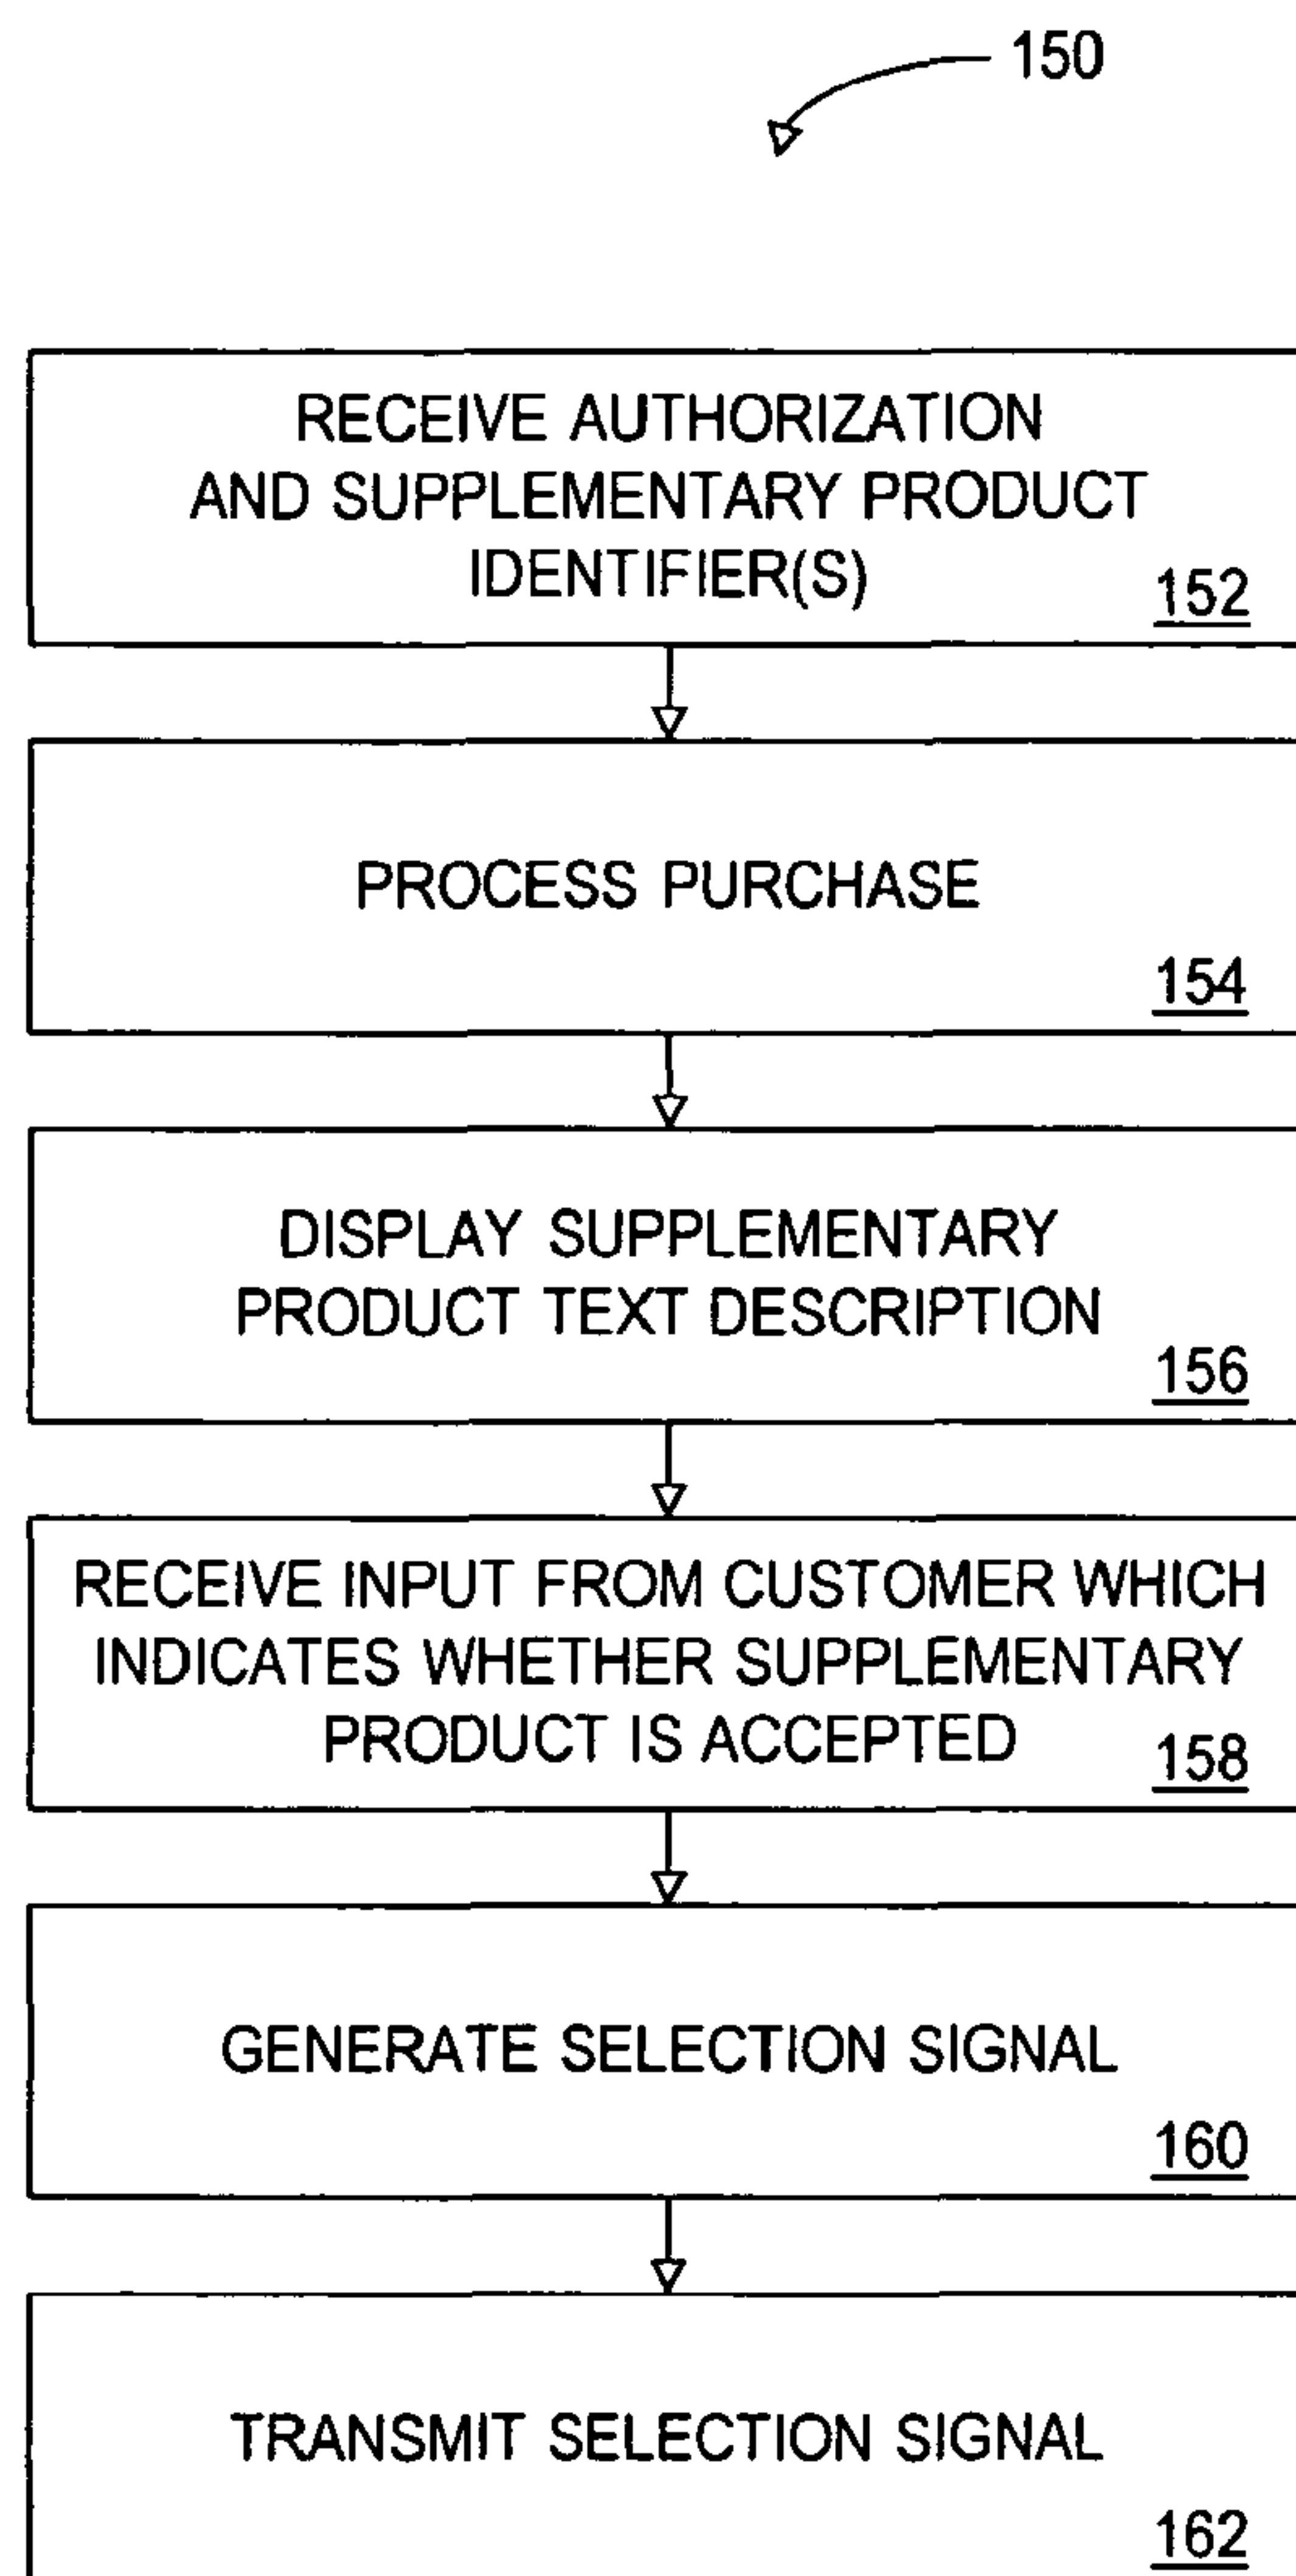 150
RECEIVE AUTHORIZATION
AND SUPPLEMENTARY PRODUCT
IDENTIFIER(S)
152
PROCESS PURCHASE
154
DISPLAY SUPPLEMENTARY
PRODUCT TEXT DESCRIPTION
156
RECEIVE INPUT FROM CUSTOMER WHICH
INDICATES WHETHER SUPPLEMENTARY
PRODUCT IS ACCEPTED
158
GENERATE SELECTION SIGNAL
160
TRANSMIT SELECTION SIGNAL
162